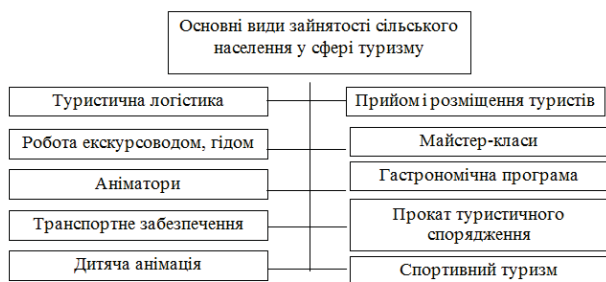 Основні види зайнятості сільського
населення у сфері туризму
Туристична логістика
Прийом і розміщення туристів
Робота екскурсоводом, гідом
Майстер-класи
Аніматори
Гастрономічна програма
Транспортне забезпечення
Прокат туристичного
спорядження
Дитяча анімація
Спортивний туризм